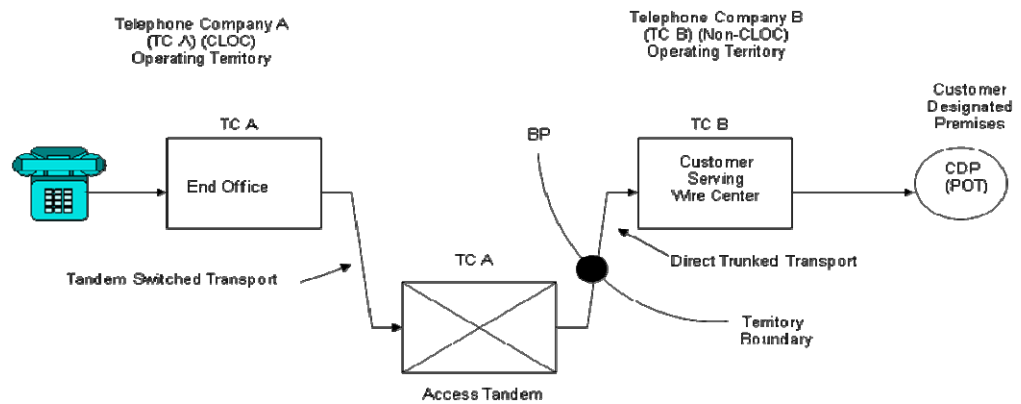 Telephone Company A
(TC A) (CLOC)
Operating Territory
Telephone Company B
(TC B) (Non-CLOC)
Operating Territory
Customer
Designated
Premises
TC A
BP
TC B
End Office
Customer
Serving
Wire Center
CDP
(POT)
Tandem Switched Transport
TC A
Direct Trunked Transport
Territory
Boundary
Access Tandem